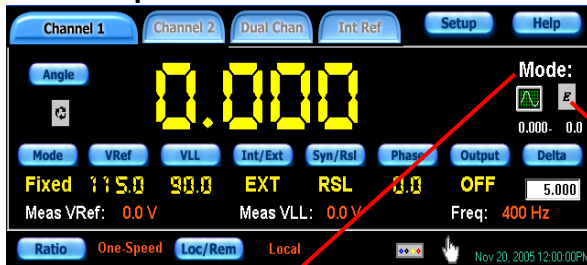 Channel 1 Channel 2 Dual Chan Int Ref Setup Help
Angle 0.000 Mode:
E
0.000- 0.0
Mode VRef VLL Int/Ext Syn/Rsl Phase Output Delta
Fixed 115.0 90.0 EXT RSL 0.0 OFF 5.000
Meas VRef: 0.0 V Meas VLL: 0.0 V Freq: 400 Hz
Ratio One-Speed Loc/Rem Local Nov 20, 2005 12:00:00P